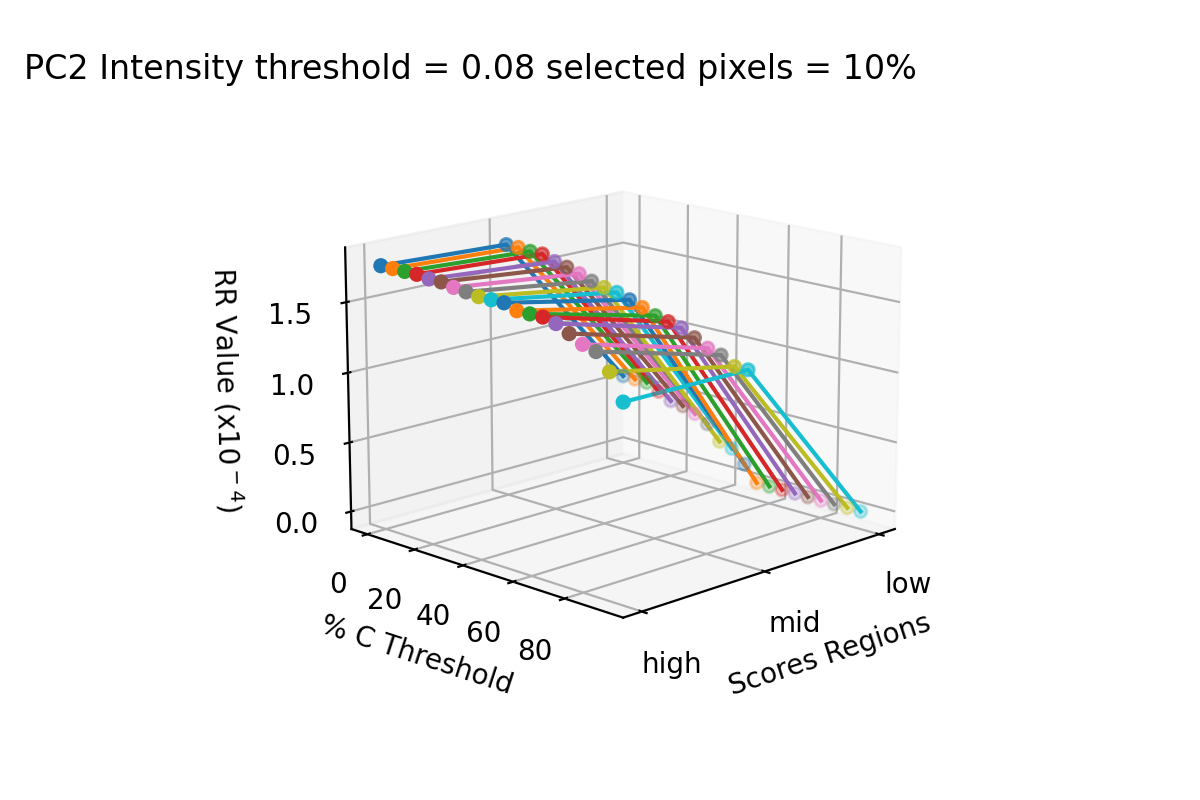 PC2 Intensity threshold = 0.08 selected pixels = 10%
RR Value (x10⁻⁴)
1.5
1.0
0.5
0.0
0
20
40
60
80
% C Threshold
high
mid
low
Scores Regions